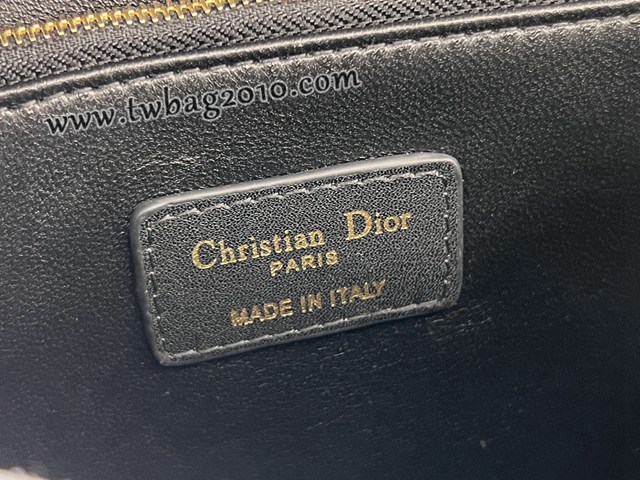 www.twbag2010.com
Christian Dior
PARIS
MADE IN ITALY